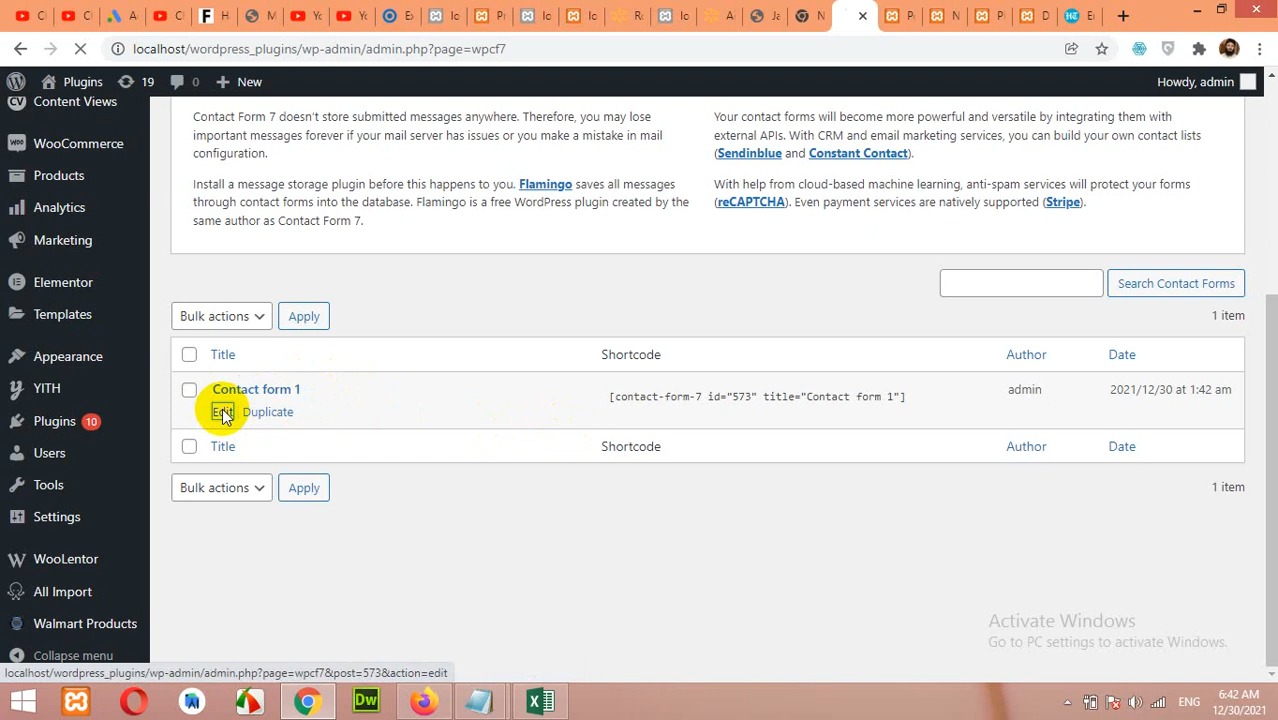 localhost/wordpress_plugins/wp-admin/admin.php?page=wpcf7
Plugins
19
0
New
Howdy, admin
Content Views
WooCommerce
Products
Analytics
Marketing
Elementor
Templates
Appearance
YITH
Plugins 10
Users
Tools
Settings
WooLentor
All Import
Walmart Products
Collapse menu
Contact Form 7 doesn't store submitted messages anywhere. Therefore, you may lose
important messages forever if your mail server has issues or you make a mistake in mail
configuration.
Install a message storage plugin before this happens to you. Flamingo saves all messages
through contact forms into the database. Flamingo is a free WordPress plugin created by the
same author as Contact Form 7.
Your contact forms will become more powerful and versatile by integrating them with
external APIs. With CRM and email marketing services, you can build your own contact lists
(Sendinblue and Constant Contact).
With help from cloud-based machine learning, anti-spam services will protect your forms
(reCAPTCHA). Even payment services are natively supported (Stripe).
Search Contact Forms
Bulk actions
Apply
1 item
Title
Shortcode
Author
Date
Contact form 1
[contact-form-7 id="573" title="Contact form 1"]
admin
2021/12/30 at 1:42 am
Edit
Duplicate
Title
Shortcode
Author
Date
Bulk actions
Apply
1 item
Activate Windows
Go to PC settings to activate Windows.
localhost/wordpress_plugins/wp-admin/admin.php?page=wpcf7&post=573&action=edit
Dw
ENG
6:42 AM
12/30/2021